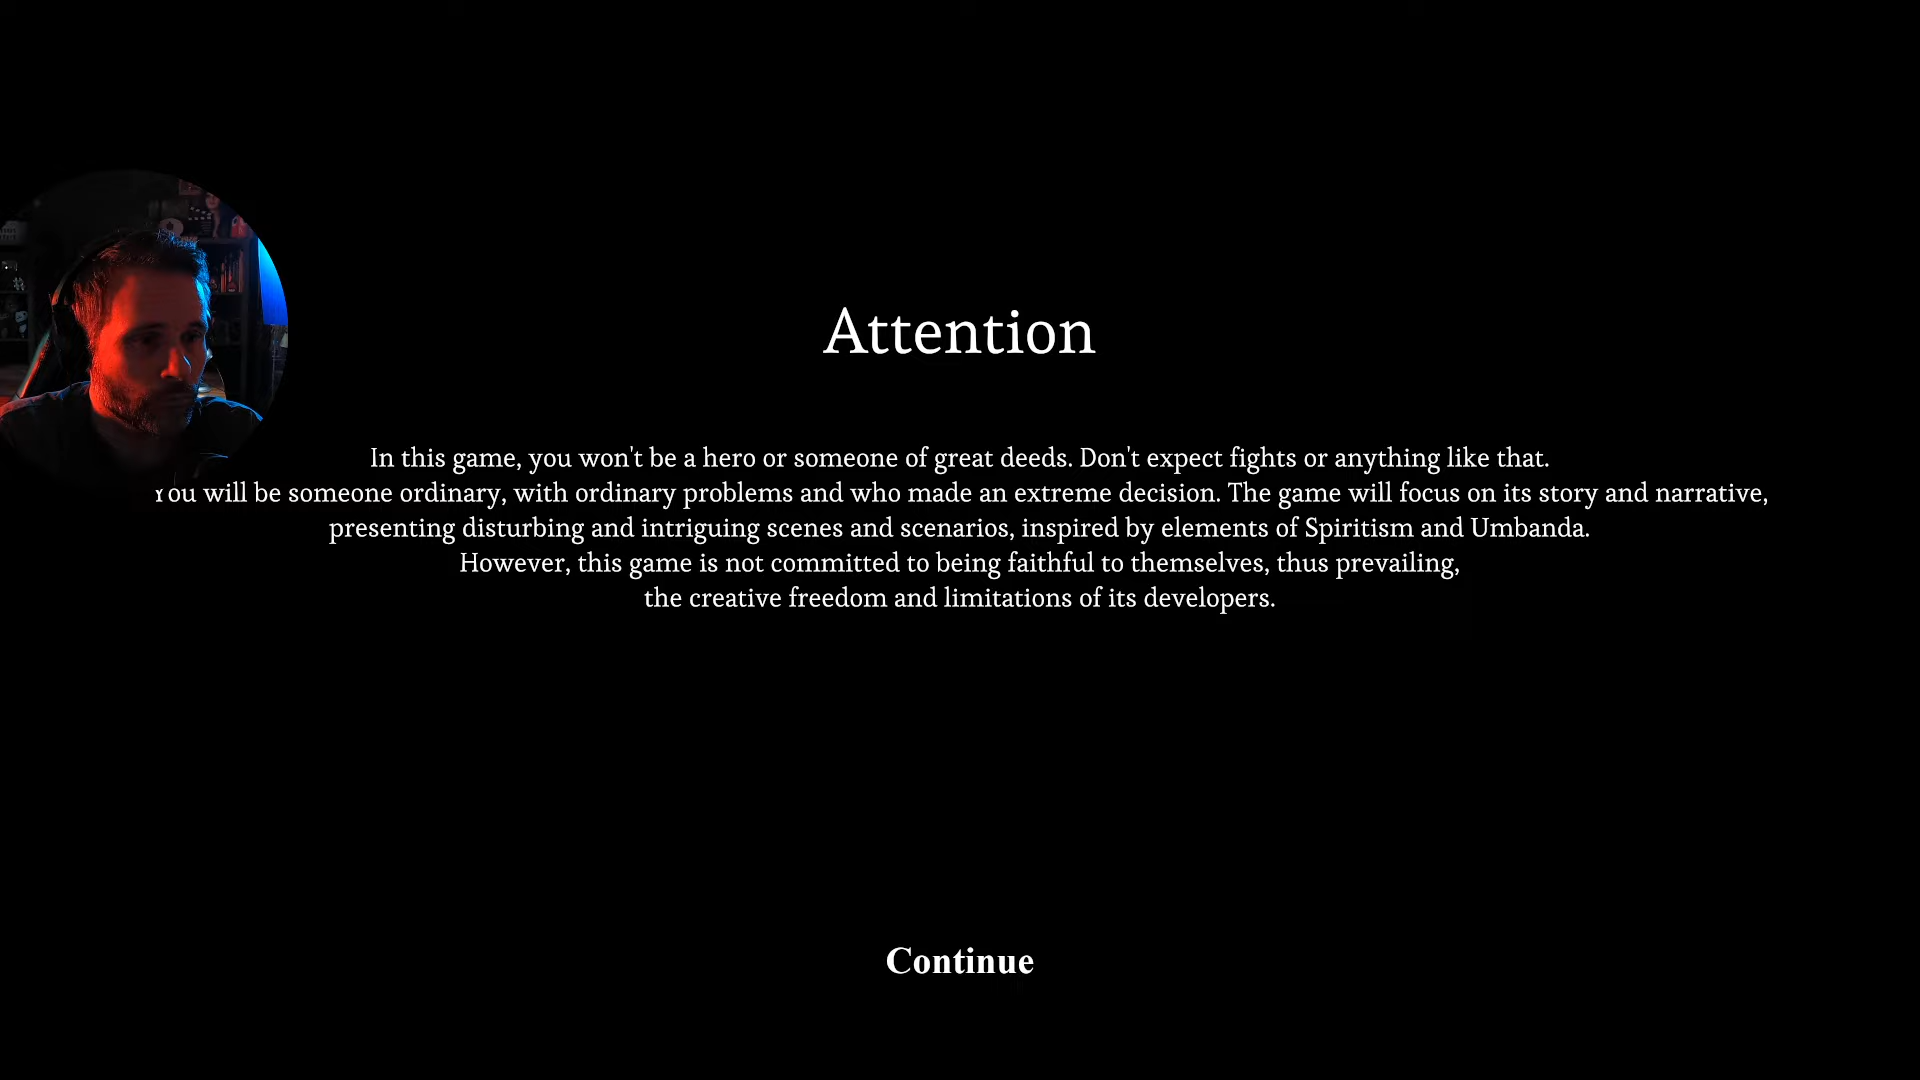 Attention
In this game, you won't be a hero or someone of great deeds. Don't expect fights or anything like that.
You will be someone ordinary, with ordinary problems and who made an extreme decision. The game will focus on its story and narrative,
presenting disturbing and intriguing scenes and scenarios, inspired by elements of Spiritism and Umbanda.
However, this game is not committed to being faithful to themselves, thus prevailing,
the creative freedom and limitations of its developers.
Continue